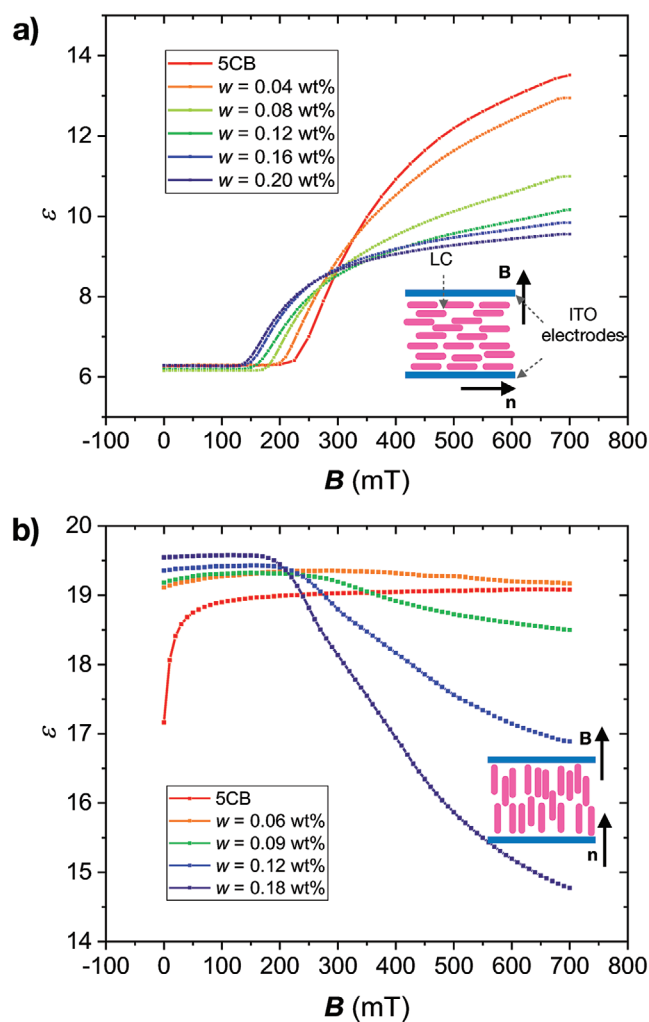 a)
15
14
12
10
8
6
ε
5CB
w = 0.04 wt%
w = 0.08 wt%
w = 0.12 wt%
w = 0.16 wt%
w = 0.20 wt%
LC
B
ITO
electrodes
n
-100 0 100 200 300 400 500 600 700 800
B (mT)
b)
20
19
18
17
16
15
14
ε
B
n
5CB
w = 0.06 wt%
w = 0.09 wt%
w = 0.12 wt%
w = 0.18 wt%
-100 0 100 200 300 400 500 600 700 800
B (mT)